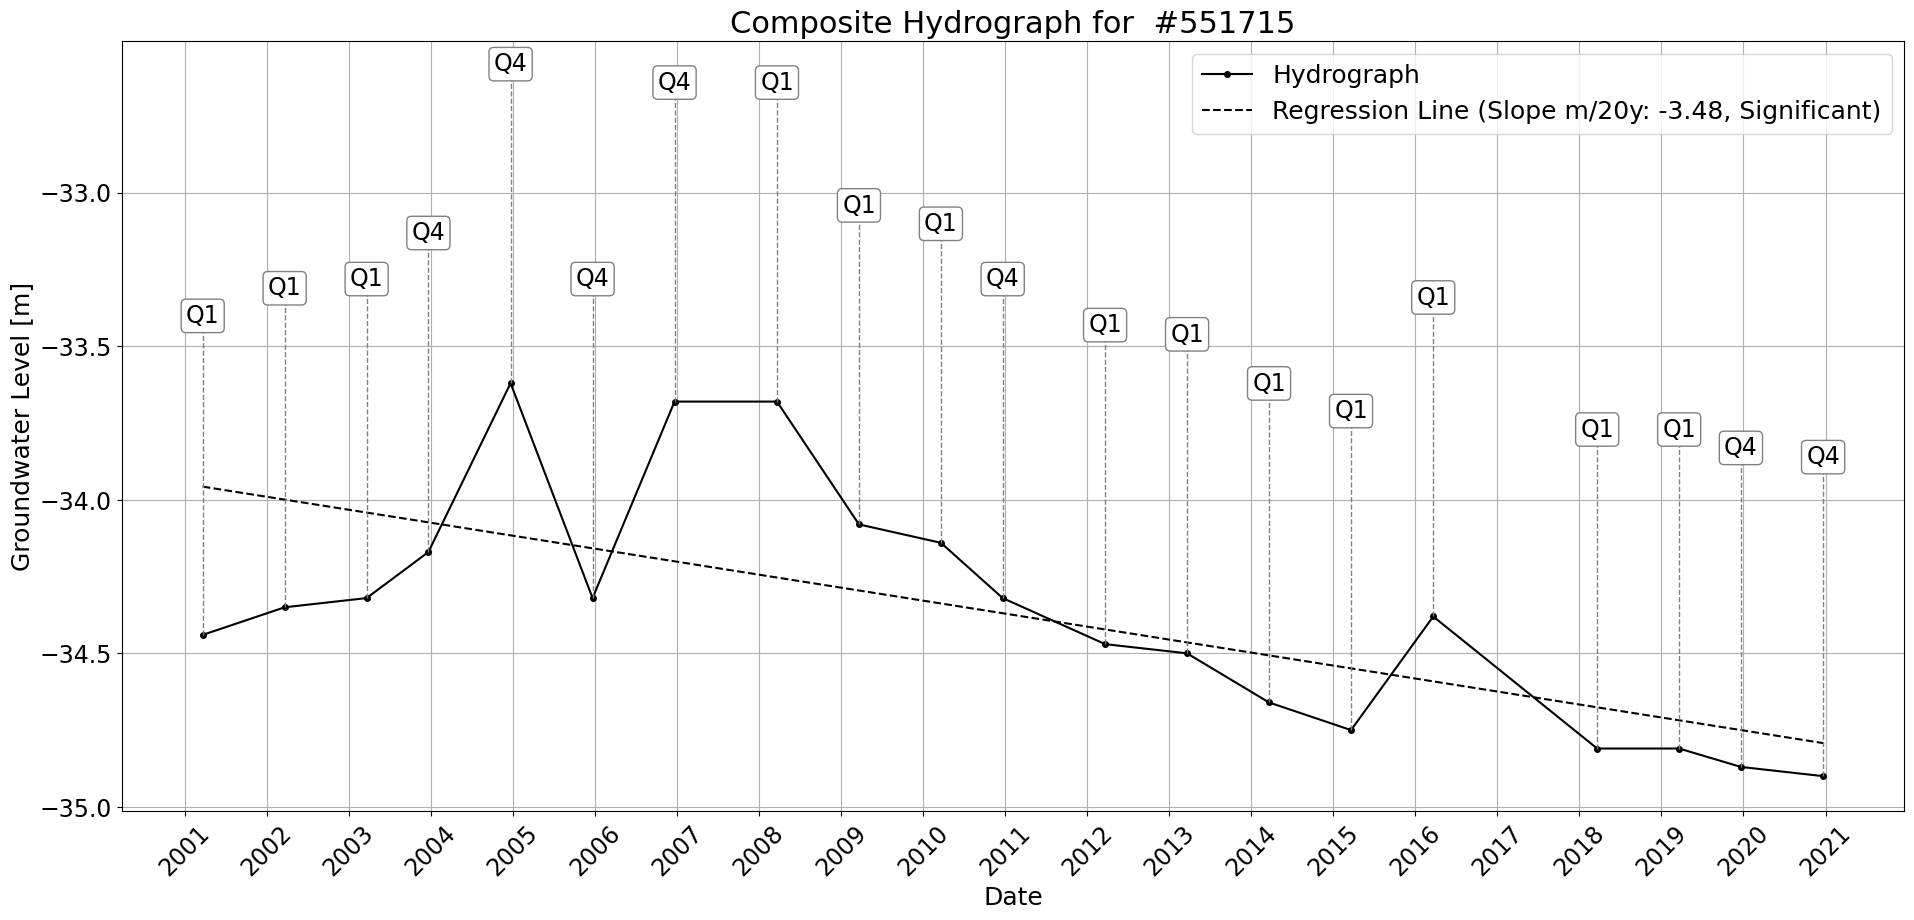 Composite Hydrograph for  #551715
Hydrograph
Regression Line (Slope m/20y: -3.48, Significant)
Q1
Q1
Q1
Q4
Q4
Q4
Q4
Q1
Q1
Q1
Q4
Q1
Q1
Q1
Q1
Q1
Q1
Q1
Q4
Q4
Groundwater Level [m]
−33.0
−33.5
−34.0
−34.5
−35.0
2001
2002
2003
2004
2005
2006
2007
2008
2009
2010
2011
2012
2013
2014
2015
2016
2017
2018
2019
2020
2021
Date